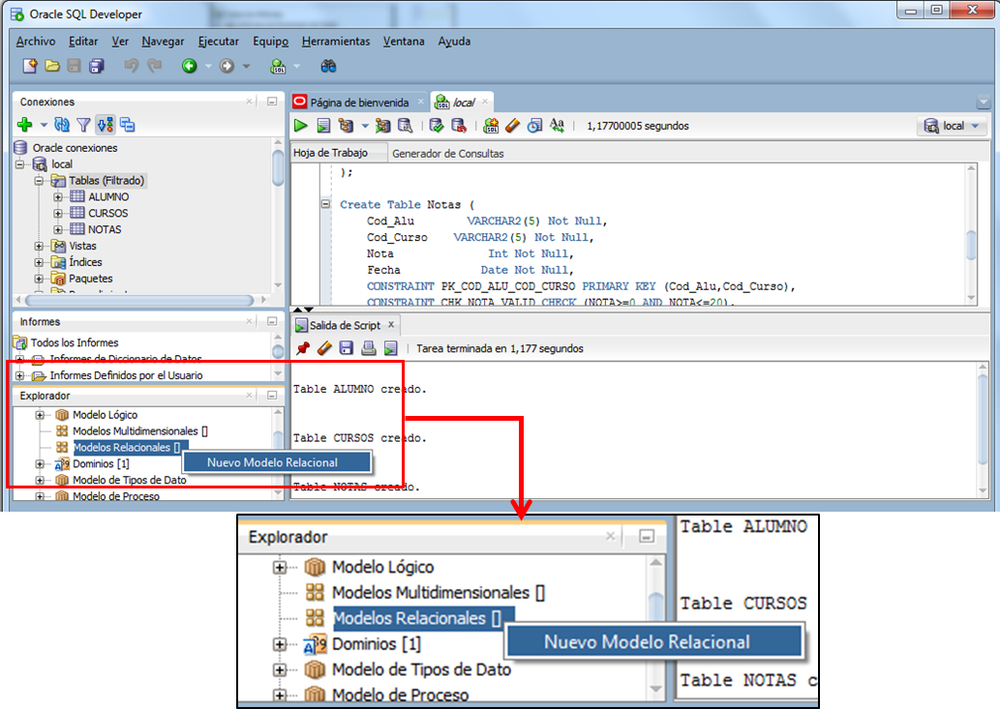 Oracle SQL Developer
Archivo Editar Ver Navegar Ejecutar Equipo Herramientas Ventana Ayuda
Conexiones
Oracle conexiones
local
Tablas (Filtrado)
ALUMNO
CURSOS
NOTAS
Vistas
Índices
Paquetes
Informes
Todos los Informes
Informes de Diccionario de Datos
Informes Definidos por el Usuario
Explorador
Modelo Lógico
Modelos Multidimensionales []
Modelos Relacionales []
Nuevo Modelo Relacional
Dominios [1]
Modelo de Tipos de Dato
Modelo de Proceso
Página de bienvenida
local
1,17700005 segundos
local
Hoja de Trabajo Generador de Consultas
);
Create Table Notas (
Cod_Alu VARCHAR2(5) Not Null,
Cod_Curso VARCHAR2(5) Not Null,
Nota Int Not Null,
Fecha Date Not Null,
CONSTRAINT PK_COD_ALU_COD_CURSO PRIMARY KEY (Cod_Alu,Cod_Curso),
CONSTRAINT CHK_NOTA_VALID CHECK (NOTA>=0 AND NOTA<=20),
Salida de Script
Tarea terminada en 1,177 segundos
Table ALUMNO creado.
Table CURSOS creado.
Table NOTAS creado.
Explorador
Modelo Lógico
Modelos Multidimensionales []
Modelos Relacionales []
Nuevo Modelo Relacional
Dominios [1]
Modelo de Tipos de Dato
Modelo de Proceso
Table ALUMNO
Table CURSOS
Table NOTAS c